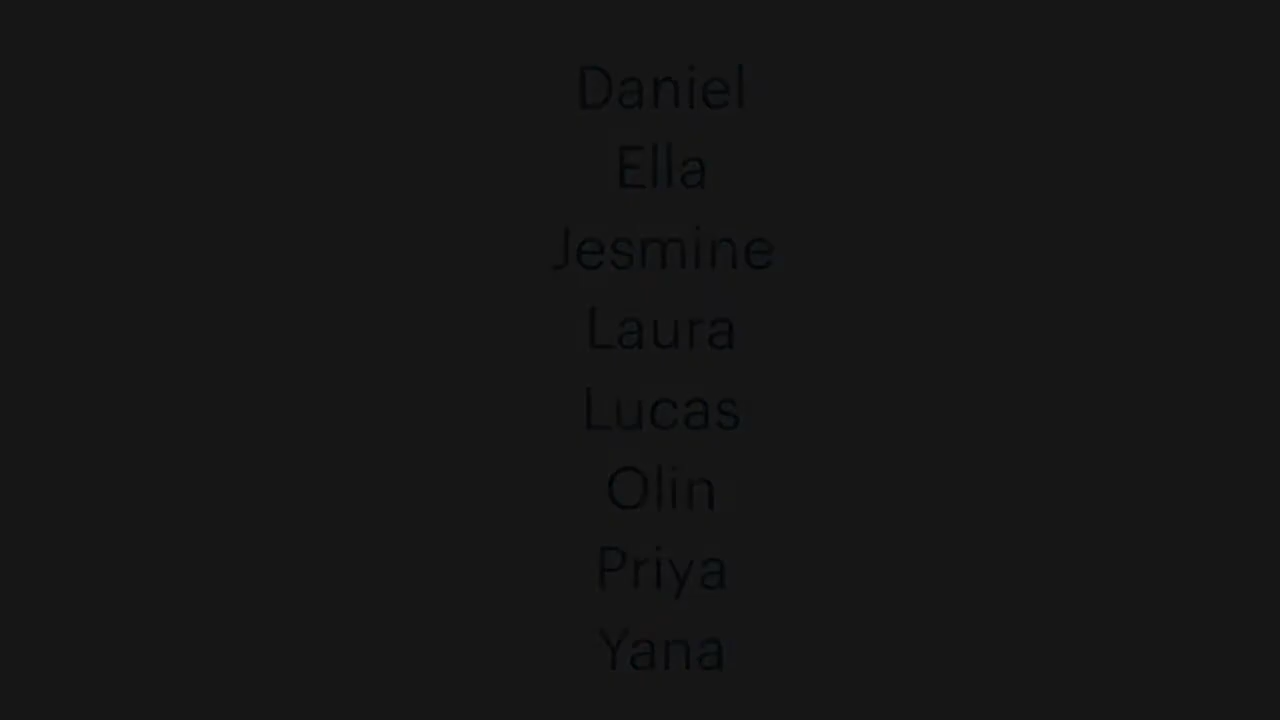 Daniel
Ella
Jesmine
Laura
Lucas
Olin
Priya
Yana